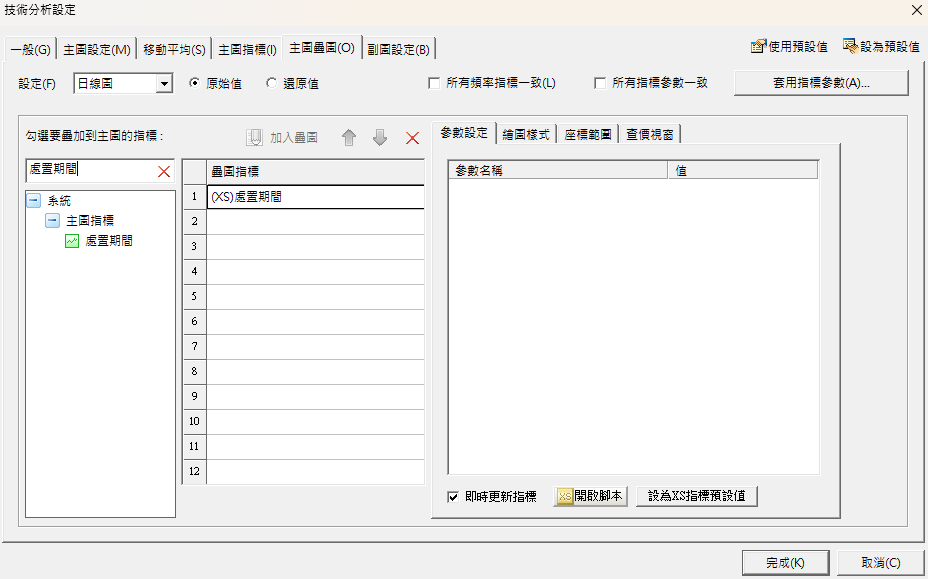 技術分析設定
一般(G) 主圖設定(M) 移動平均(S) 主圖指標(I) 主圖疊圖(O) 副圖設定(B) 使用預設值 設為預設值
設定(F) 日線圖 原始值 還原值 所有頻率指標一致(L) 所有指標參數一致 套用指標參數(A)...
勾選要疊加到主圖的指標: 加入疊圖
處置期間
系統
主圖指標
處置期間
疊圖指標
1 (XS)處置期間
2
3
4
5
6
7
8
9
10
11
12
參數設定 繪圖樣式 座標範圍 查價視窗
參數名稱 值
即時更新指標 XS 開啟腳本 設為XS指標預設值
完成(K) 取消(C)